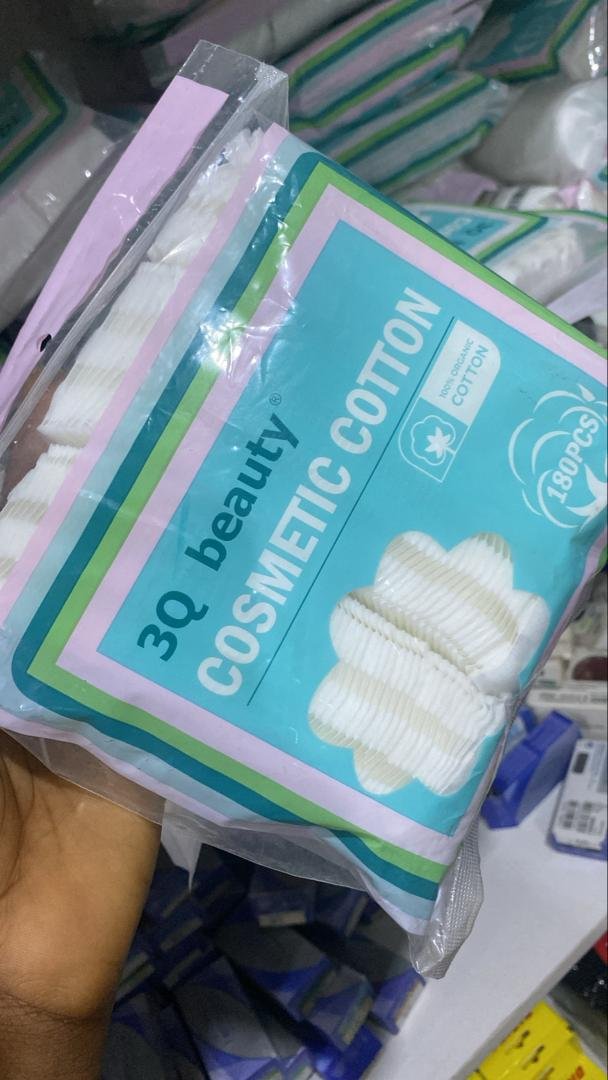 3Q beauty®
COSMETIC COTTON
100% ORGANIC
COTTON
180PCS